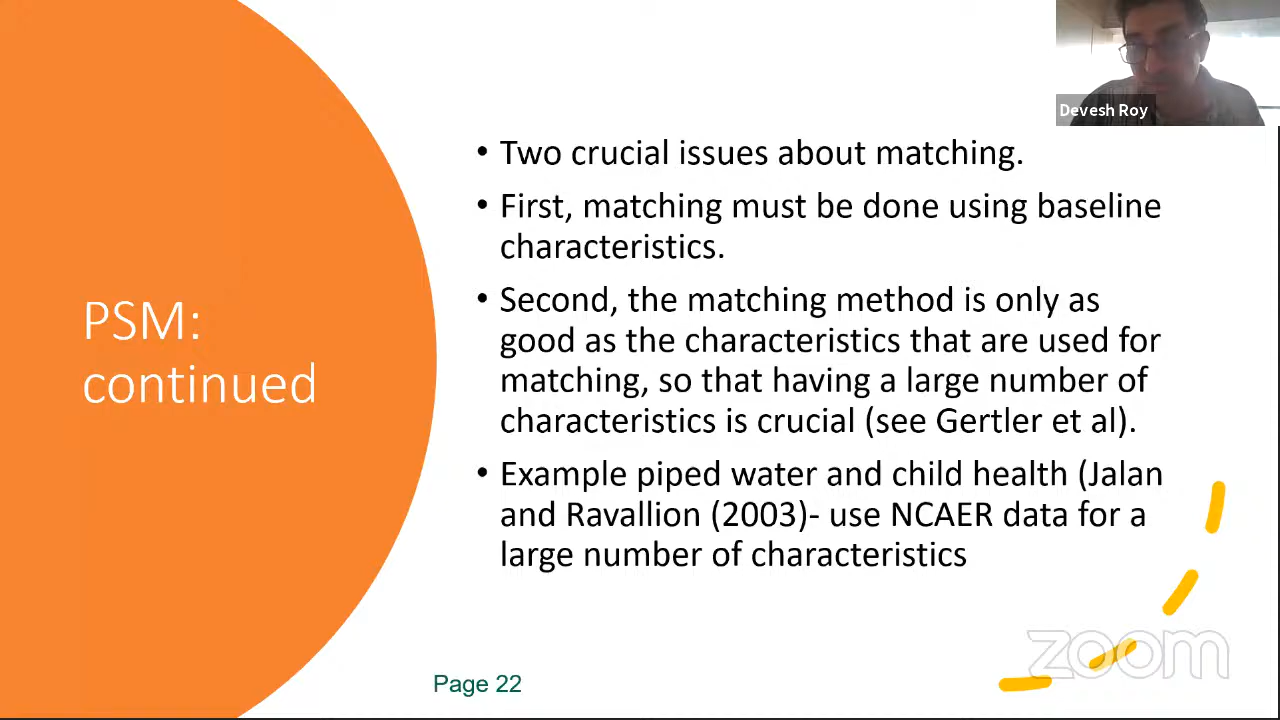 Devesh Roy
PSM:
continued
• Two crucial issues about matching.
• First, matching must be done using baseline
characteristics.
• Second, the matching method is only as
good as the characteristics that are used for
matching, so that having a large number of
characteristics is crucial (see Gertler et al).
• Example piped water and child health (Jalan
and Ravallion (2003)- use NCAER data for a
large number of characteristics
Page 22
zoom